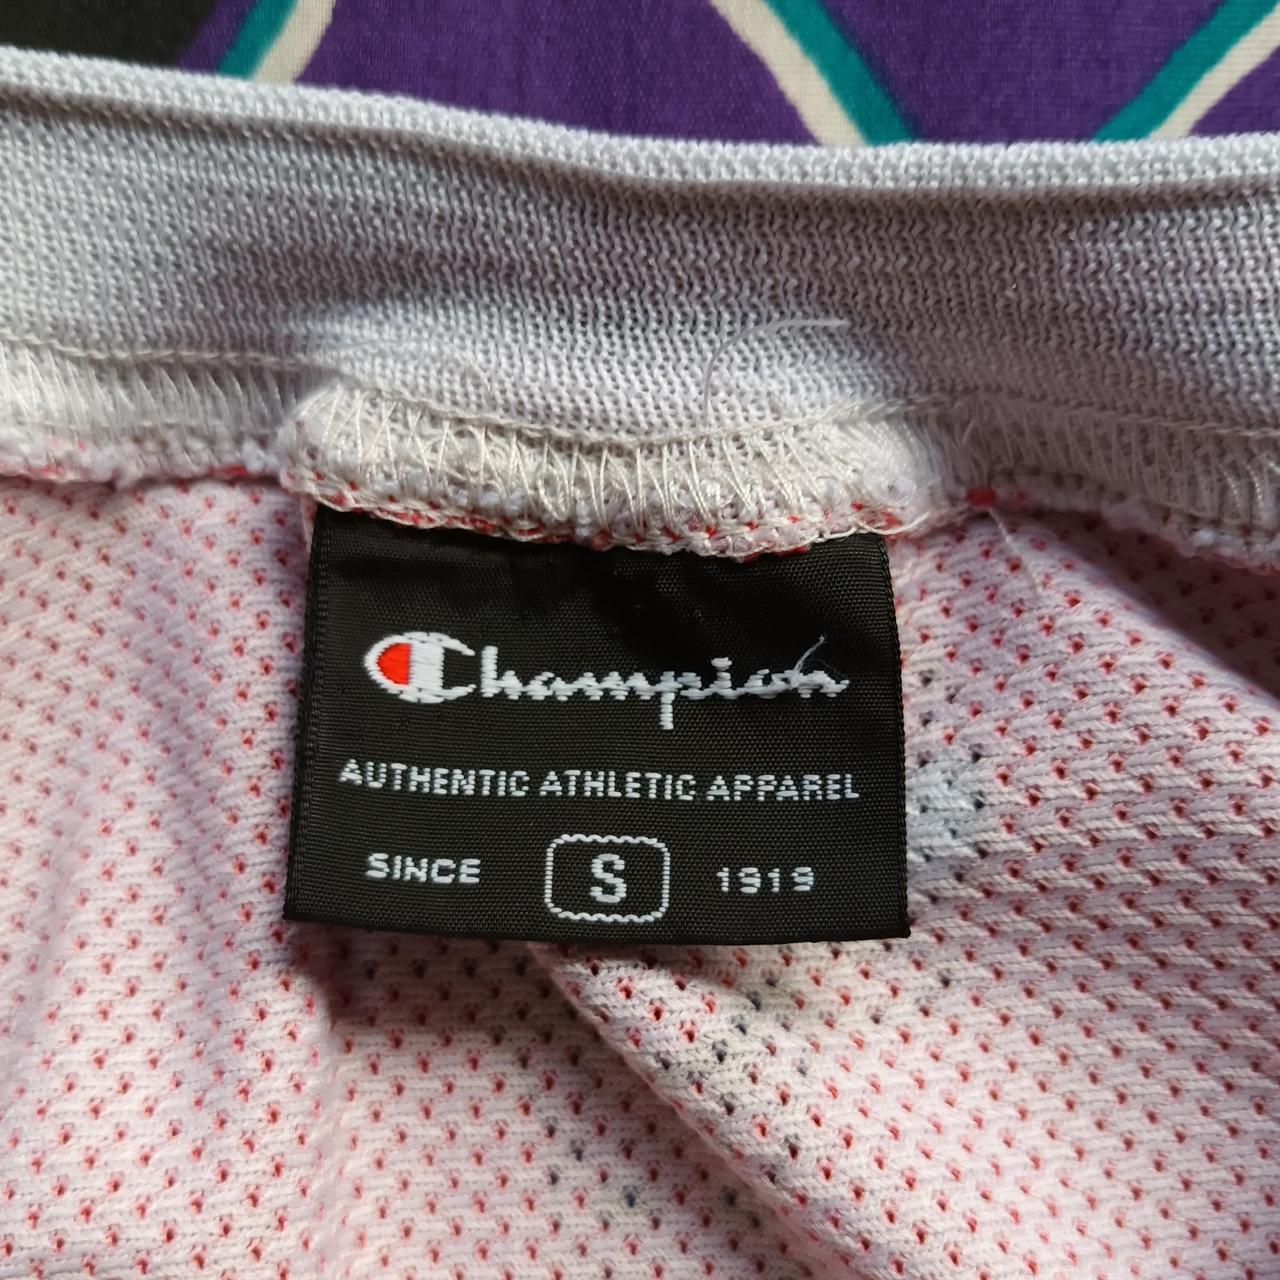 Champion
AUTHENTIC ATHLETIC APPAREL
SINCE S 1919